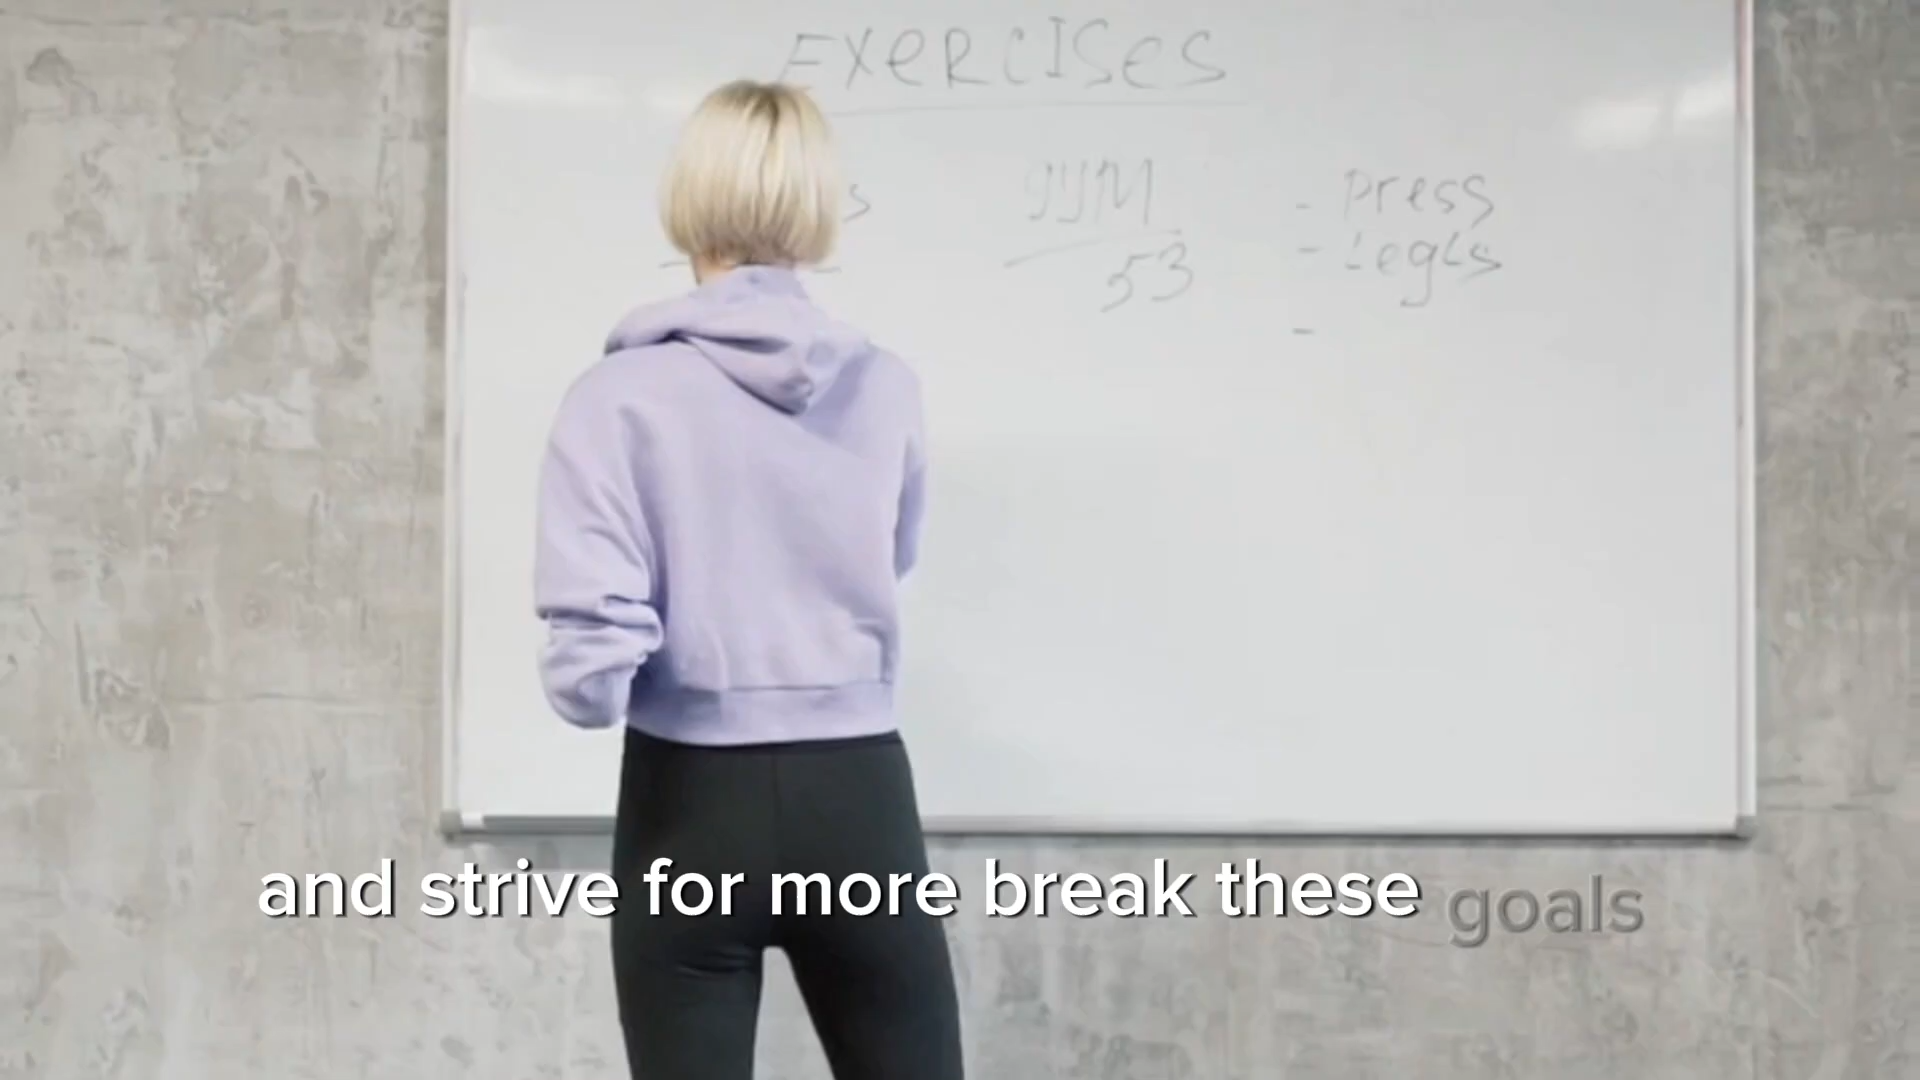 EXERCISES
GYM
53
- Press
- Legs
-
and strive for more break these goals